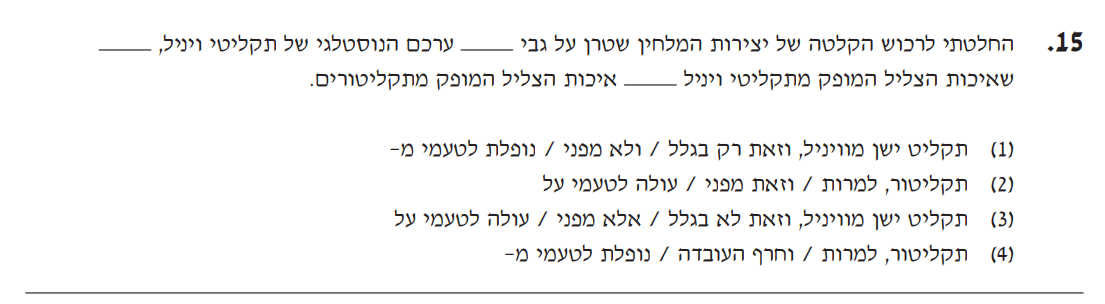 15. החלטתי לרכוש הקלטה של יצירות המלחין שטרן על גבי ____ ערכם הנוסטלגי של תקליטי ויניל, ____
שאיכות הצליל המופק מתקליטי ויניל ____ איכות הצליל המופק מתקליטורים.
(1) תקליט ישן מוויניל, וזאת רק בגלל / ולא מפני / נופלת לטעמי מ-
(2) תקליטור, למרות / וזאת מפני / עולה לטעמי על
(3) תקליט ישן מוויניל, וזאת לא בגלל / אלא מפני / עולה לטעמי על
(4) תקליטור, למרות / וחרף העובדה / נופלת לטעמי מ-